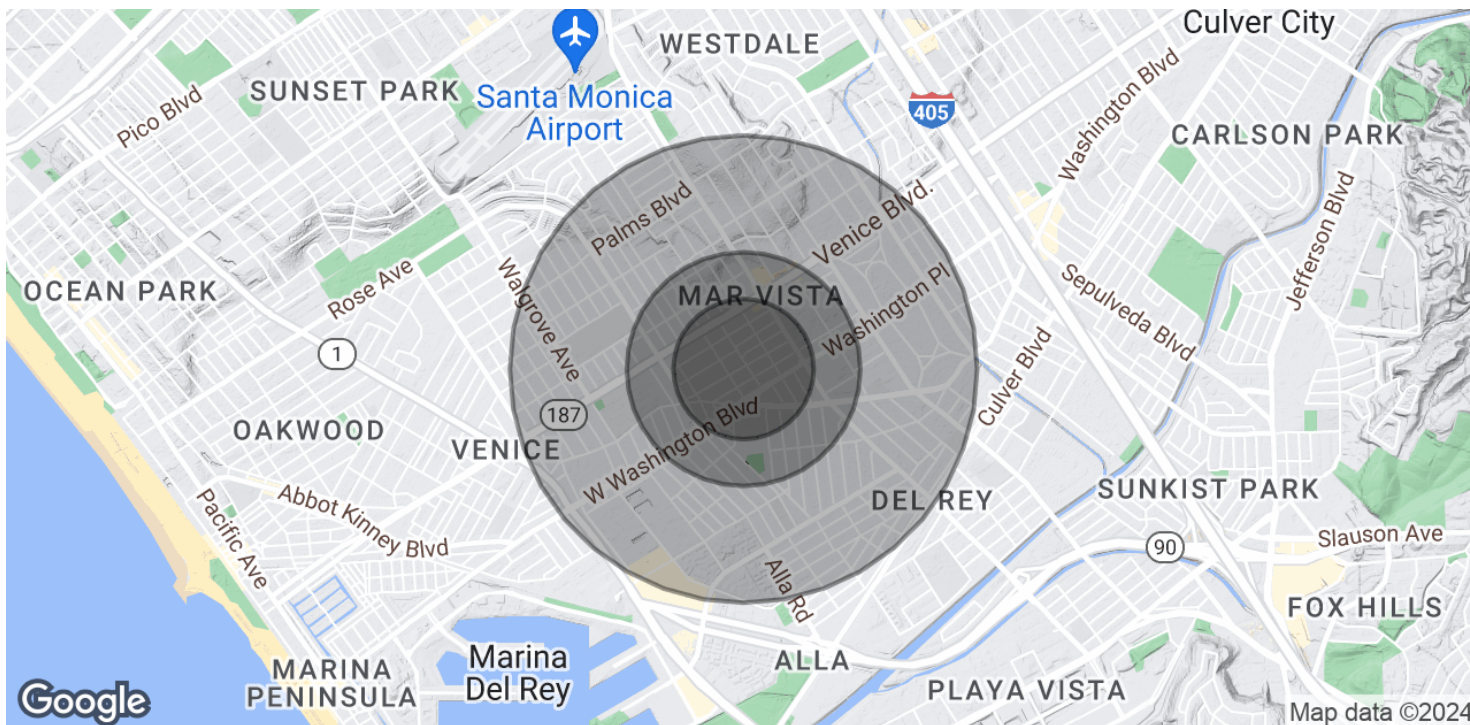 Culver City
WESTDALE
SUNSET PARK
Santa Monica
Airport
405
Pico Blvd
Washington Blvd
CARLSON PARK
Palms Blvd
Venice Blvd.
Jefferson Blvd
OCEAN PARK
Rose Ave
Walgrove Ave
MAR VISTA
Washington Pl
Sepulveda Blvd
1
187
Culver Blvd
OAKWOOD
VENICE
W Washington Blvd
Abbot Kinney Blvd
Pacific Ave
DEL REY
SUNKIST PARK
90
Slauson Ave
Alla Rd
FOX HILLS
MARINA
PENINSULA
Marina
Del Rey
ALLA
PLAYA VISTA
Google
Map data ©2024